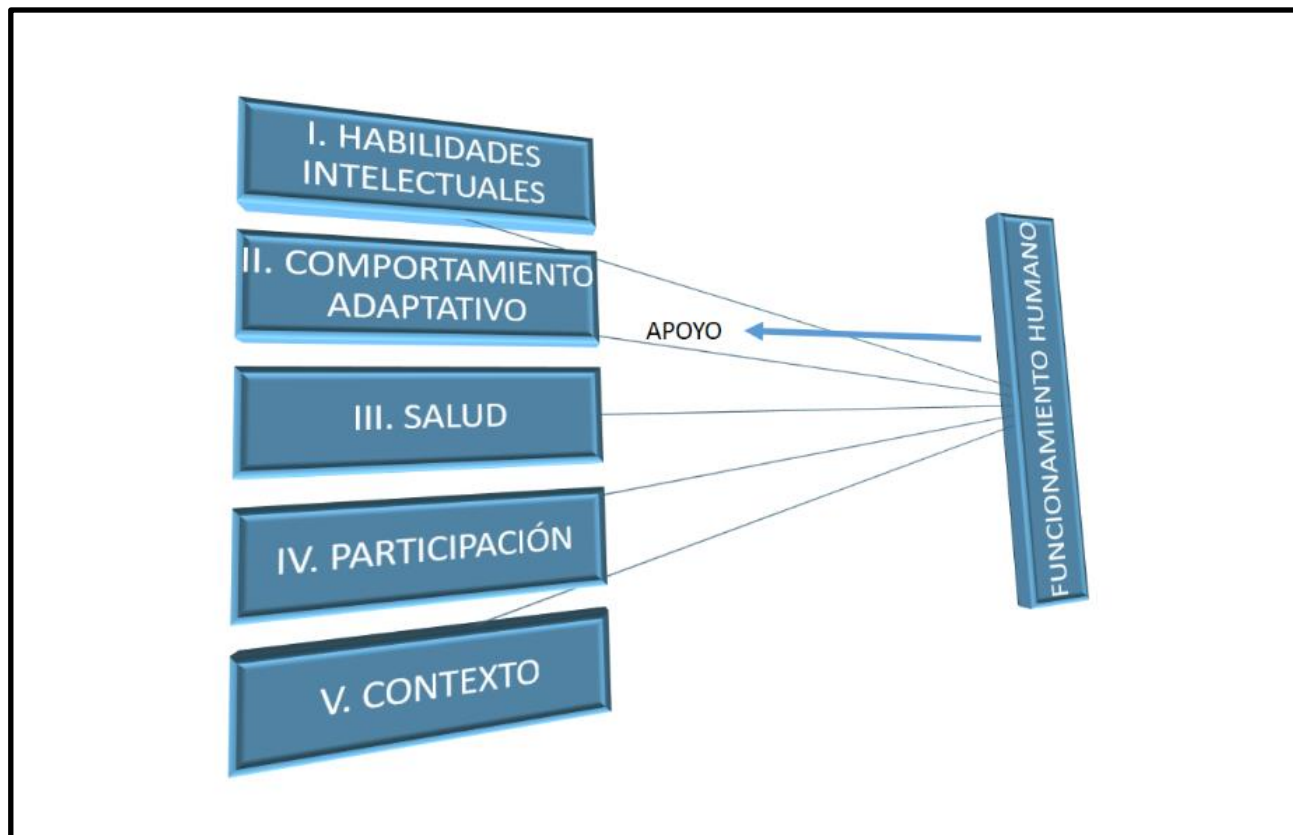 I. HABILIDADES
INTELECTUALES
II. COMPORTAMIENTO
ADAPTATIVO
APOYO
III. SALUD
IV. PARTICIPACIÓN
V. CONTEXTO
FUNCIONAMIENTO HUMANO